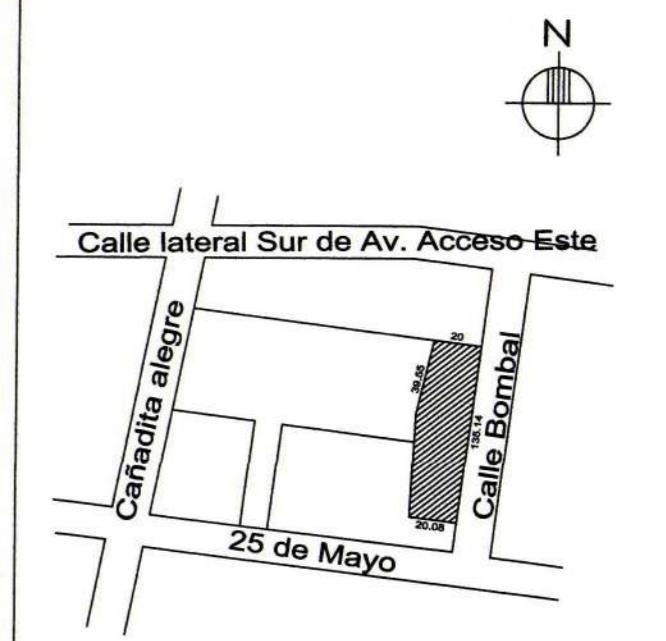 N
Calle lateral Sur de Av. Acceso Este
Cañadita alegre
20
39.55
135.14
Calle Bombal
20.08
25 de Mayo